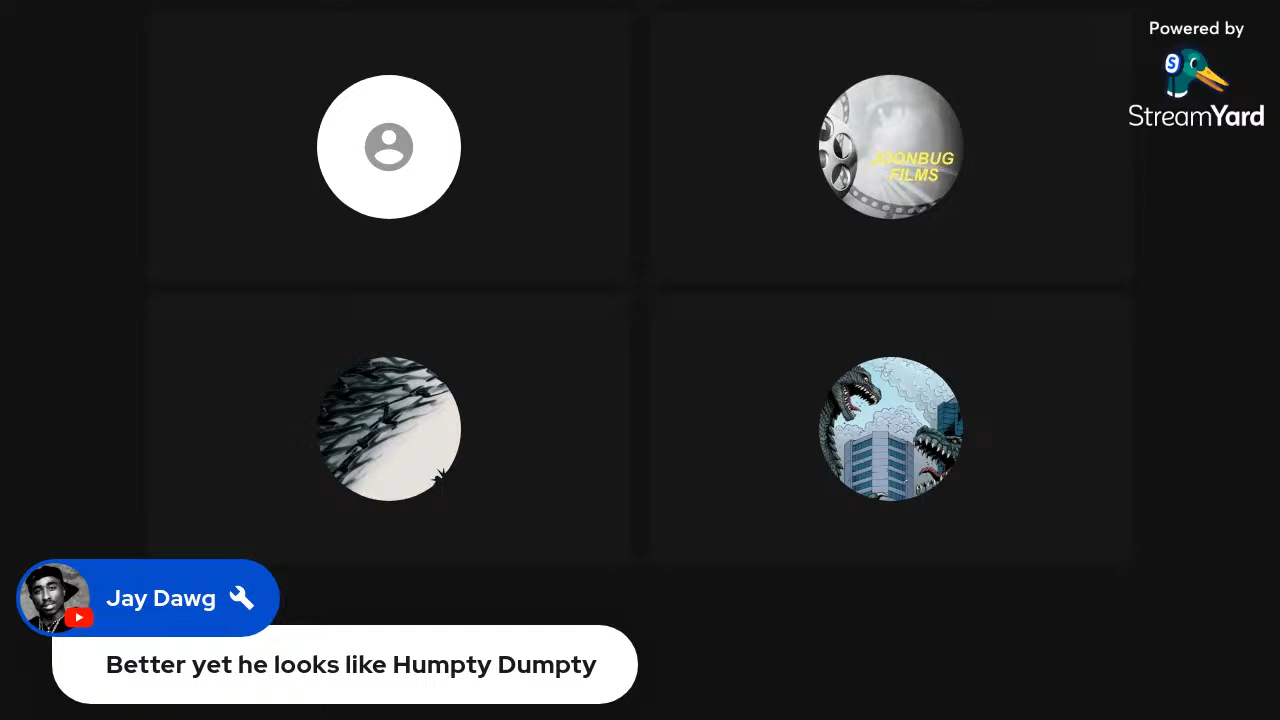 Powered by
StreamYard
JOONBUG
FILMS
Jay Dawg
Better yet he looks like Humpty Dumpty